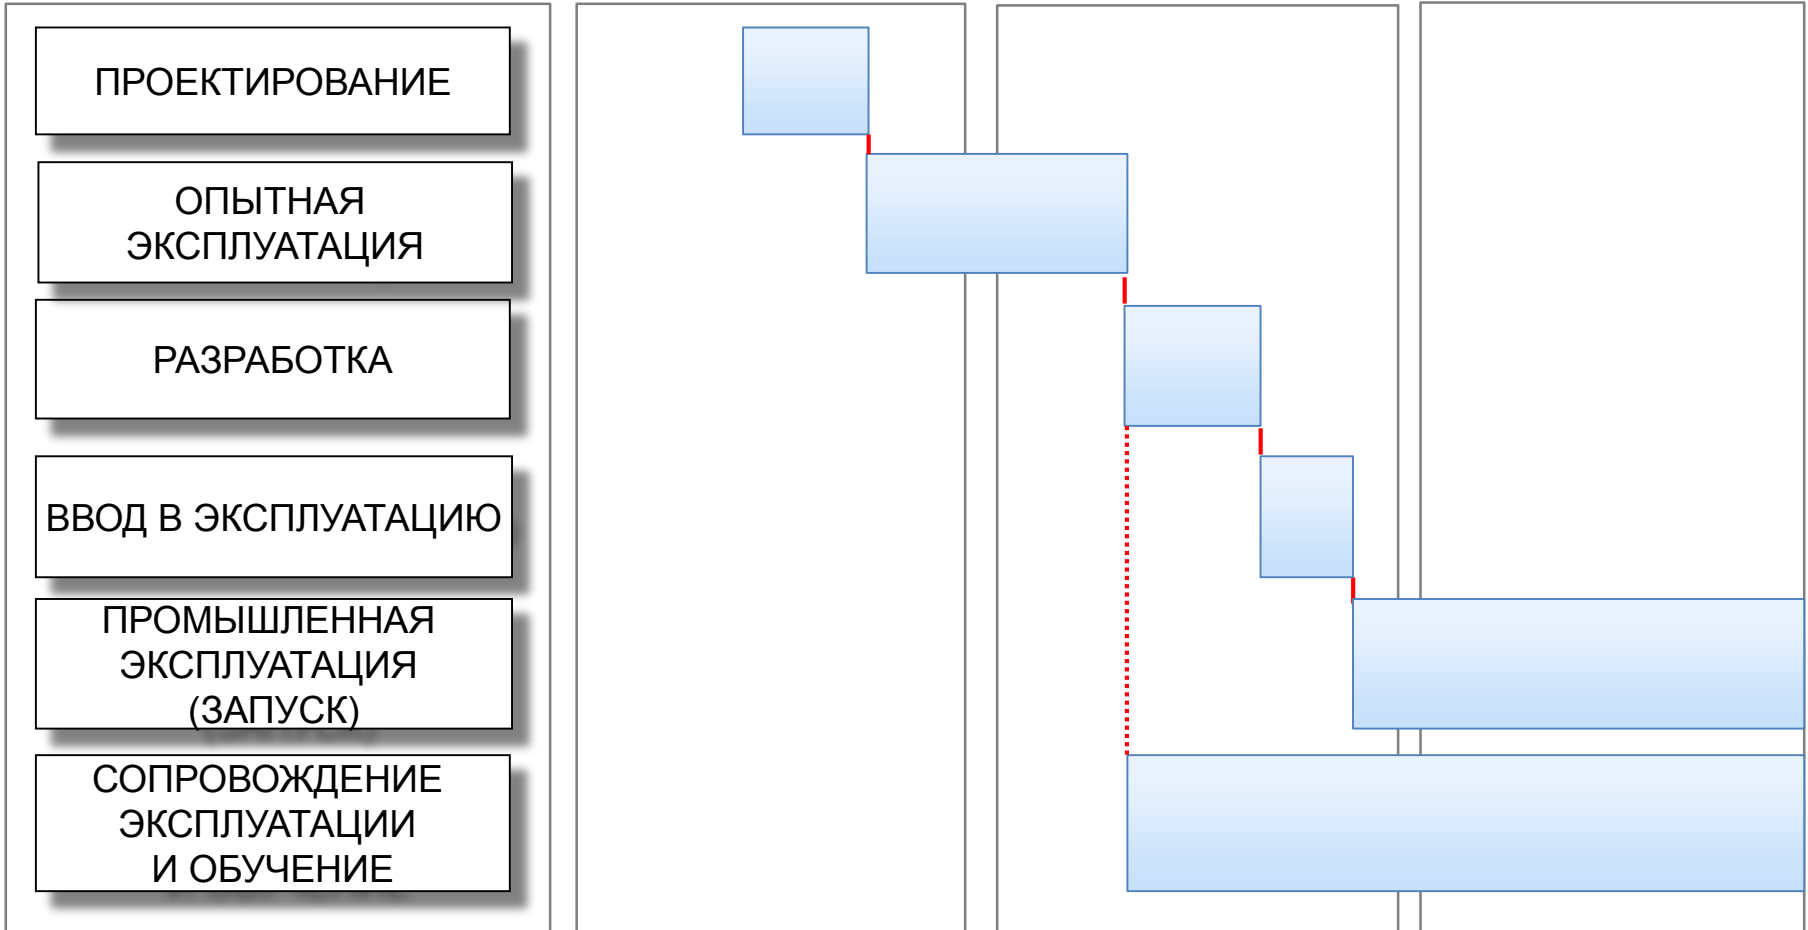 ПРОЕКТИРОВАНИЕ
ОПЫТНАЯ
ЭКСПЛУАТАЦИЯ
РАЗРАБОТКА
ВВОД В ЭКСПЛУАТАЦИЮ
ПРОМЫШЛЕННАЯ
ЭКСПЛУАТАЦИЯ
(ЗАПУСК)
СОПРОВОЖДЕНИЕ
ЭКСПЛУАТАЦИИ
И ОБУЧЕНИЕ